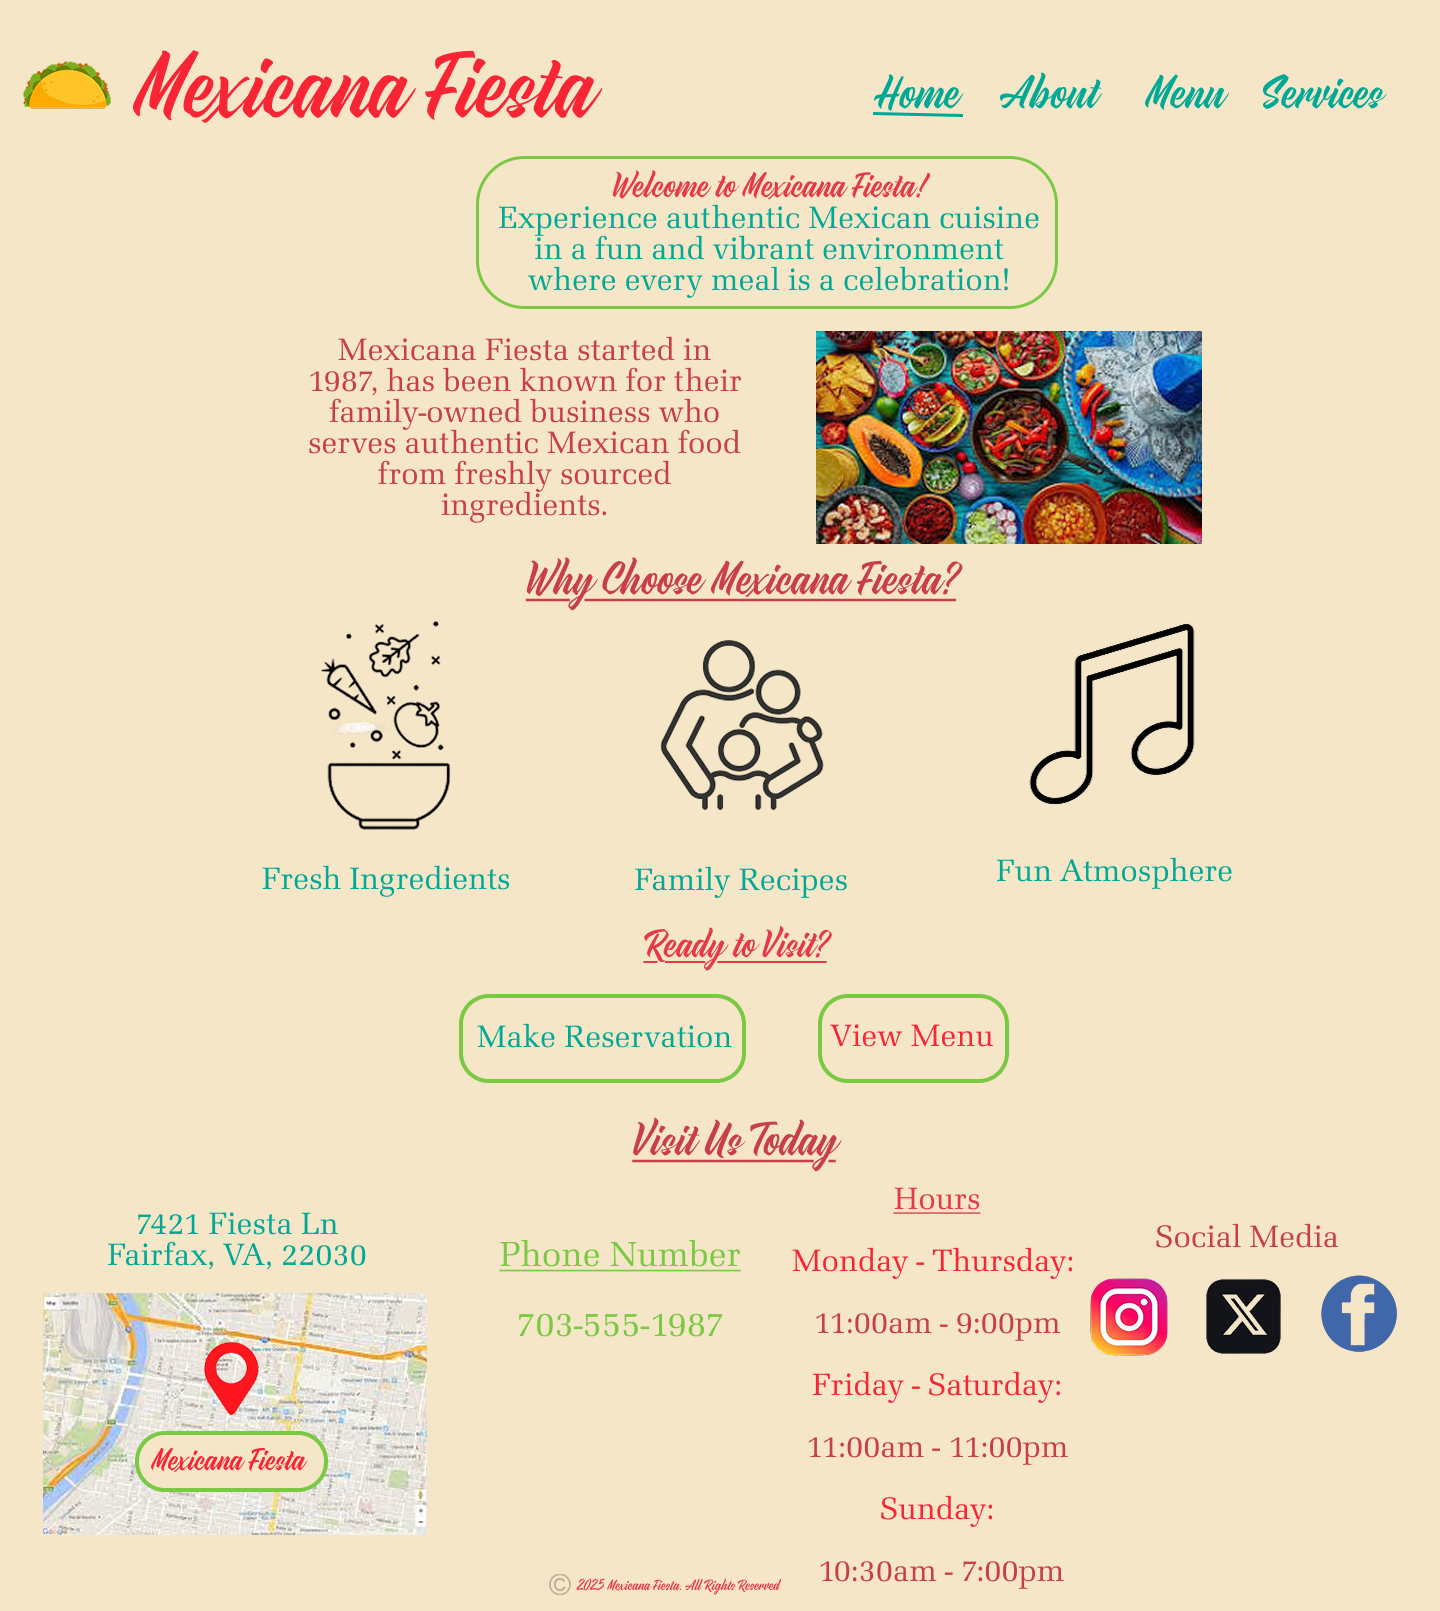 Mexicana Fiesta
Home
About
Menu
Services
Welcome to Mexicana Fiesta!
Experience authentic Mexican cuisine
in a fun and vibrant environment
where every meal is a celebration!
Mexicana Fiesta started in
1987, has been known for their
family-owned business who
serves authentic Mexican food
from freshly sourced
ingredients.
Why Choose Mexicana Fiesta?
Fresh Ingredients
Family Recipes
Fun Atmosphere
Ready to Visit?
Make Reservation
View Menu
Visit Us Today
7421 Fiesta Ln
Fairfax, VA, 22030
Map Satellite
Mexicana Fiesta
Google
Phone Number
703-555-1987
Hours
Monday - Thursday:
11:00am - 9:00pm
Friday - Saturday:
11:00am - 11:00pm
Sunday:
10:30am - 7:00pm
Social Media
© 2025 Mexicana Fiesta. All Rights Reserved